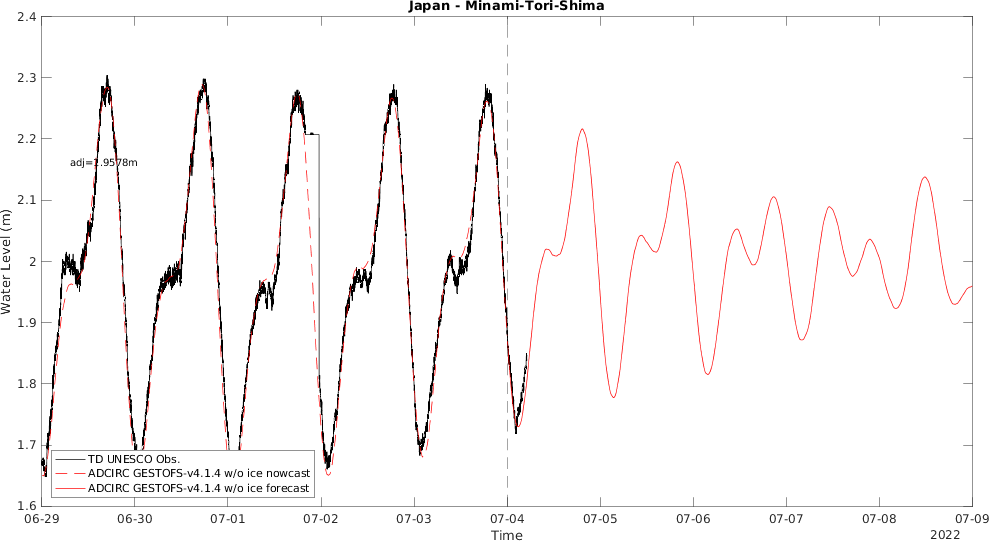 Japan - Minami-Tori-Shima
2.4
2.3
2.2
2.1
2
1.9
1.8
1.7
1.6
Water Level (m)
adj=1.9578m
TD UNESCO Obs.
ADCIRC GESTOFS-v4.1.4 w/o ice nowcast
ADCIRC GESTOFS-v4.1.4 w/o ice forecast
06-29 06-30 07-01 07-02 07-03 07-04 07-05 07-06 07-07 07-08 07-09
Time
2022